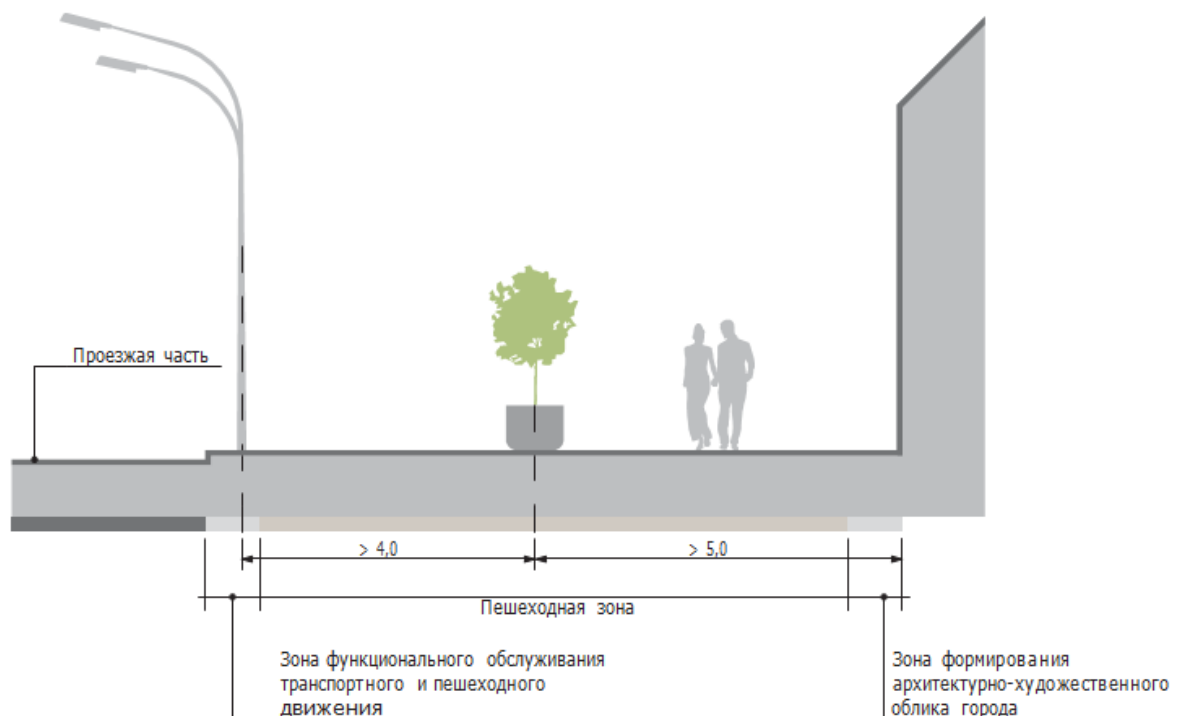 Проезжая часть
> 4,0
> 5,0
Пешеходная зона
Зона функционального обслуживания
транспортного и пешеходного
движения
Зона формирования
архитектурно-художественного
облика города